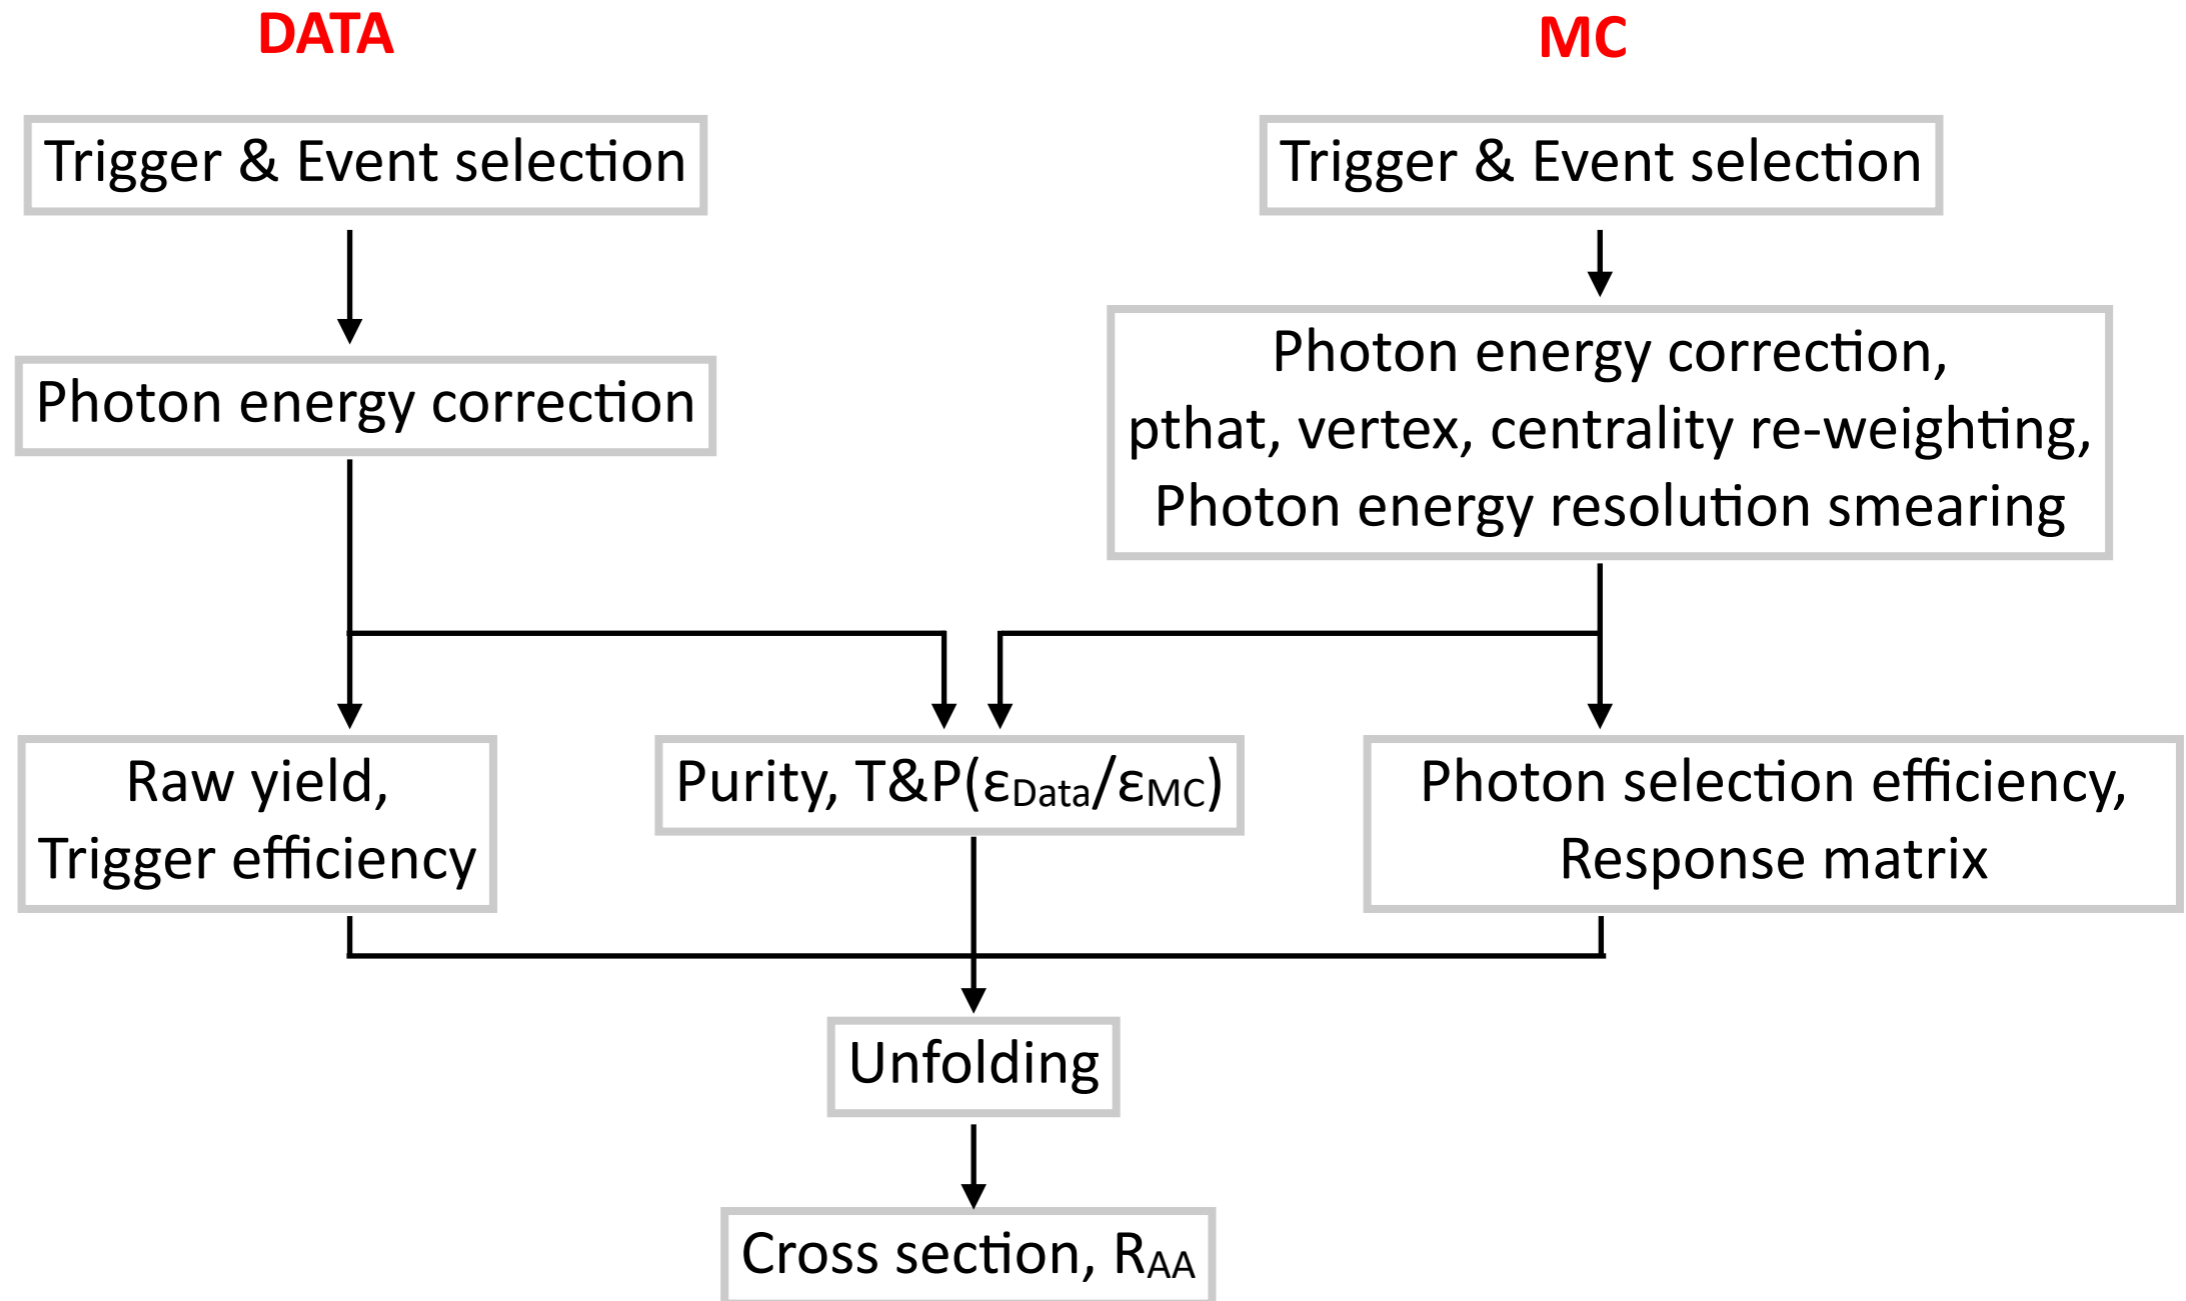 DATA
MC
Trigger & Event selection
Trigger & Event selection
Photon energy correction
Photon energy correction,
pthat, vertex, centrality re-weighting,
Photon energy resolution smearing
Raw yield,
Trigger efficiency
Purity, T&P(εData/εMC)
Photon selection efficiency,
Response matrix
Unfolding
Cross section, RAA